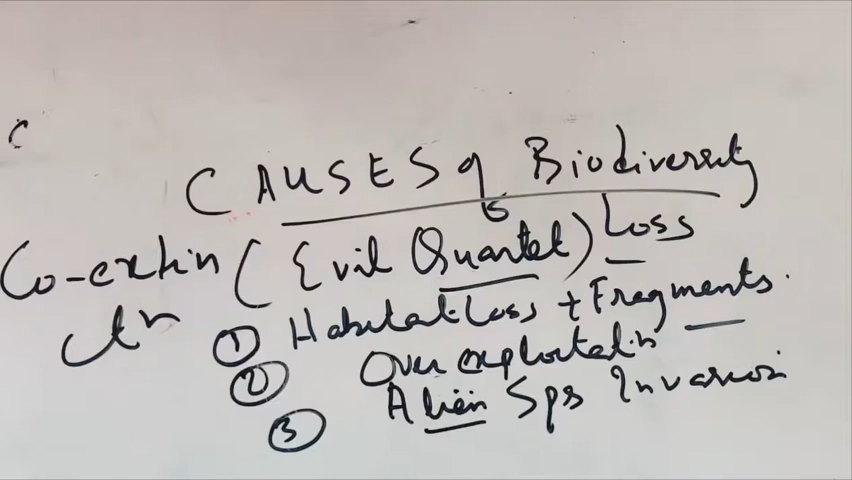 C
CAUSES of Biodiversity
Loss
(Evil Quartet)
Co-extin
ctn
① Habitat Loss + Fragments.
② Over exploitatin
③ Alien Sps Invasion